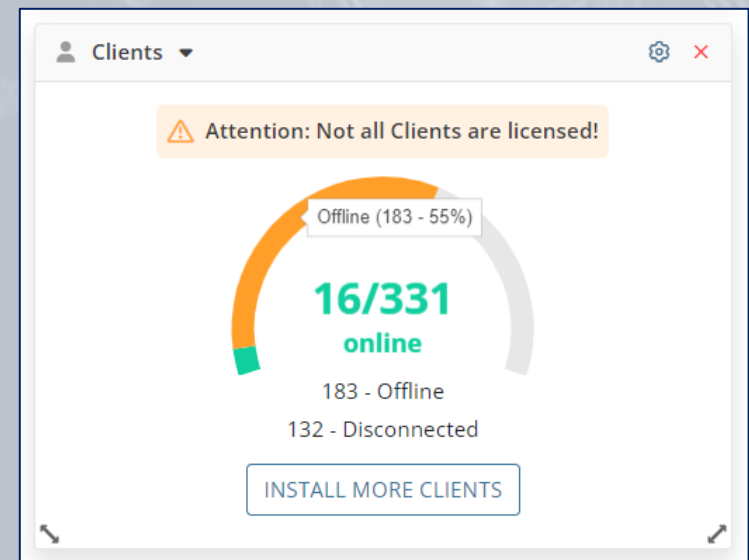 Clients
Attention: Not all Clients are licensed!
Offline (183 - 55%)
16/331
online
183 - Offline
132 - Disconnected
INSTALL MORE CLIENTS